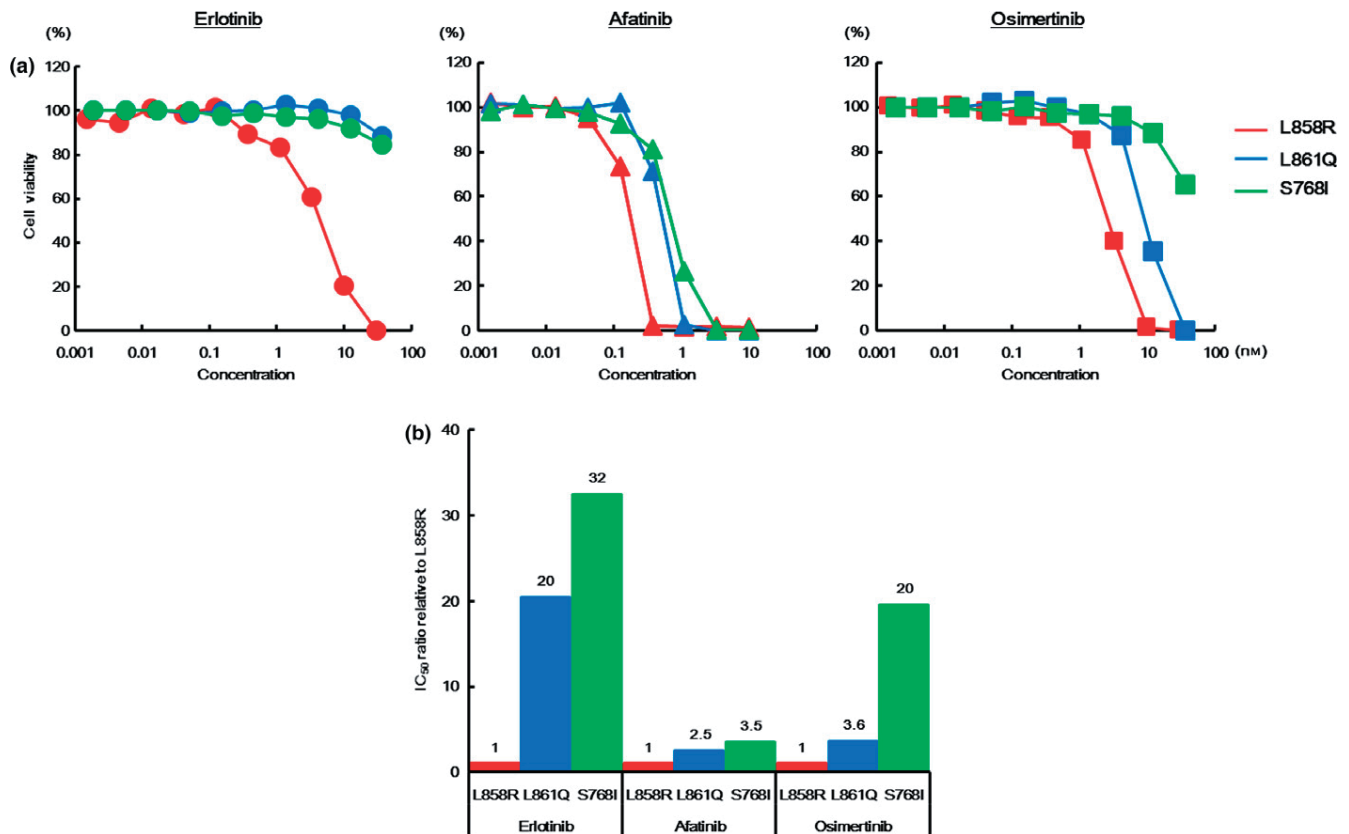 Erlotinib
Afatinib
Osimertinib
(%)
(%)
(%)
(a)
120
100
80
60
40
20
0
Cell viability
0.001 0.01 0.1 1 10 100
Concentration
120
100
80
60
40
20
0
0.001 0.01 0.1 1 10 100
Concentration
120
100
80
60
40
20
0
0.001 0.01 0.1 1 10 100 (nM)
Concentration
L858R
L861Q
S768I
(b)
40
30
20
10
0
IC50 ratio relative to L858R
1 20 32 1 2.5 3.5 1 3.6 20
L858R L861Q S768I L858R L861Q S768I L858R L861Q S768I
Erlotinib Afatinib Osimertinib